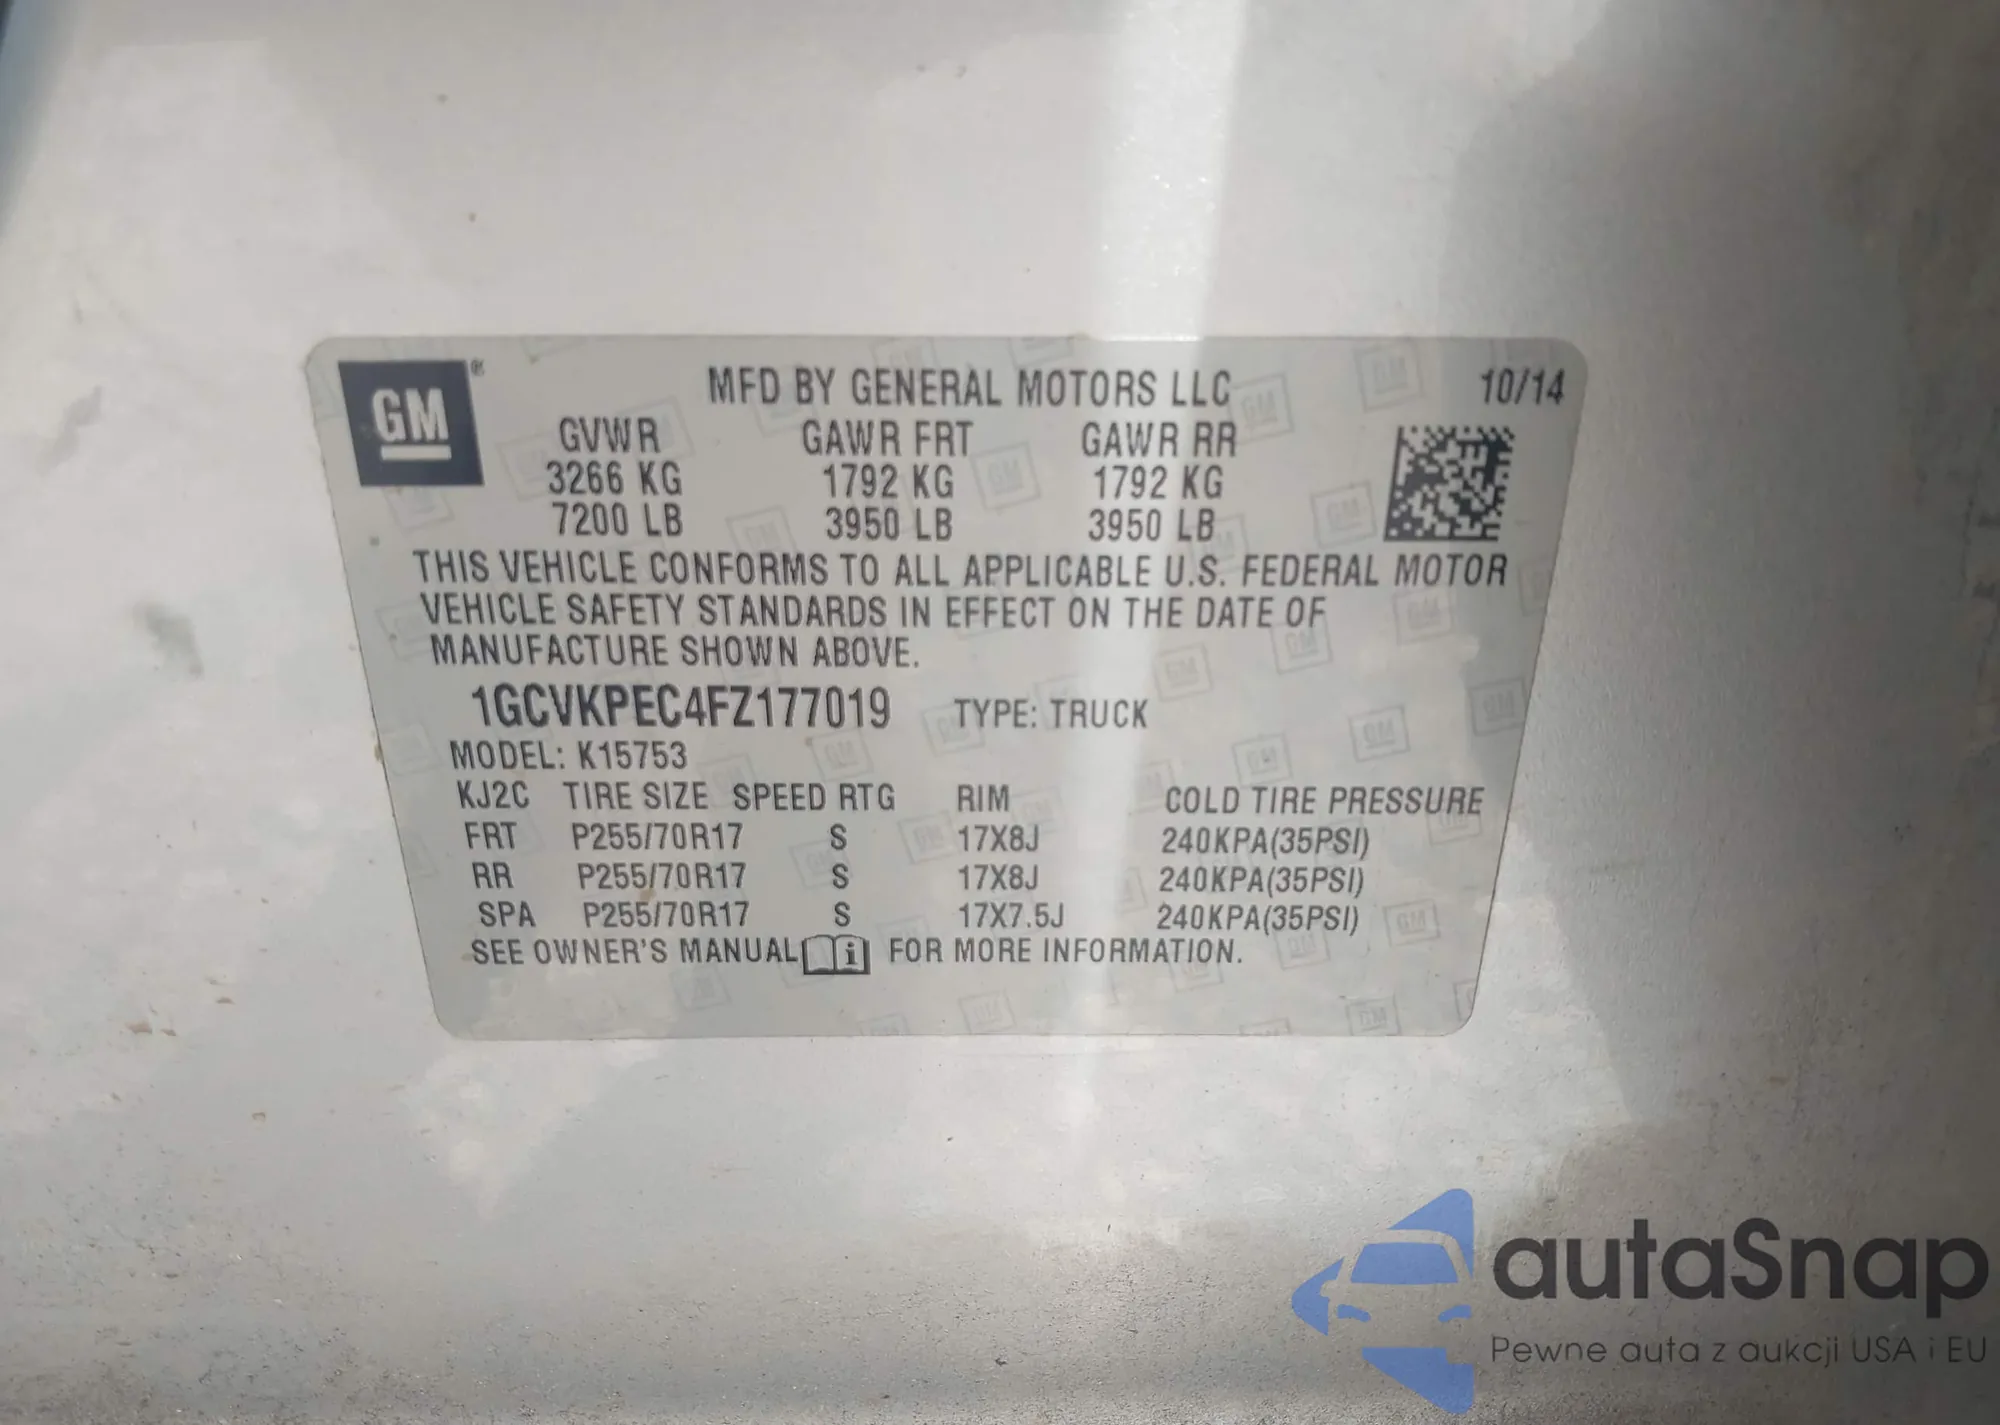 GM®
MFD BY GENERAL MOTORS LLC 10/14
GVWR GAWR FRT GAWR RR
3266 KG 1792 KG 1792 KG
7200 LB 3950 LB 3950 LB
THIS VEHICLE CONFORMS TO ALL APPLICABLE U.S. FEDERAL MOTOR
VEHICLE SAFETY STANDARDS IN EFFECT ON THE DATE OF
MANUFACTURE SHOWN ABOVE.
1GCVKPEC4FZ177019 TYPE: TRUCK
MODEL: K15753
KJ2C TIRE SIZE SPEED RTG RIM COLD TIRE PRESSURE
FRT P255/70R17 S 17X8J 240KPA(35PSI)
RR P255/70R17 S 17X8J 240KPA(35PSI)
SPA P255/70R17 S 17X7.5J 240KPA(35PSI)
SEE OWNER'S MANUAL i FOR MORE INFORMATION.
autaSnap
Pewne auta z aukcji USA i EU